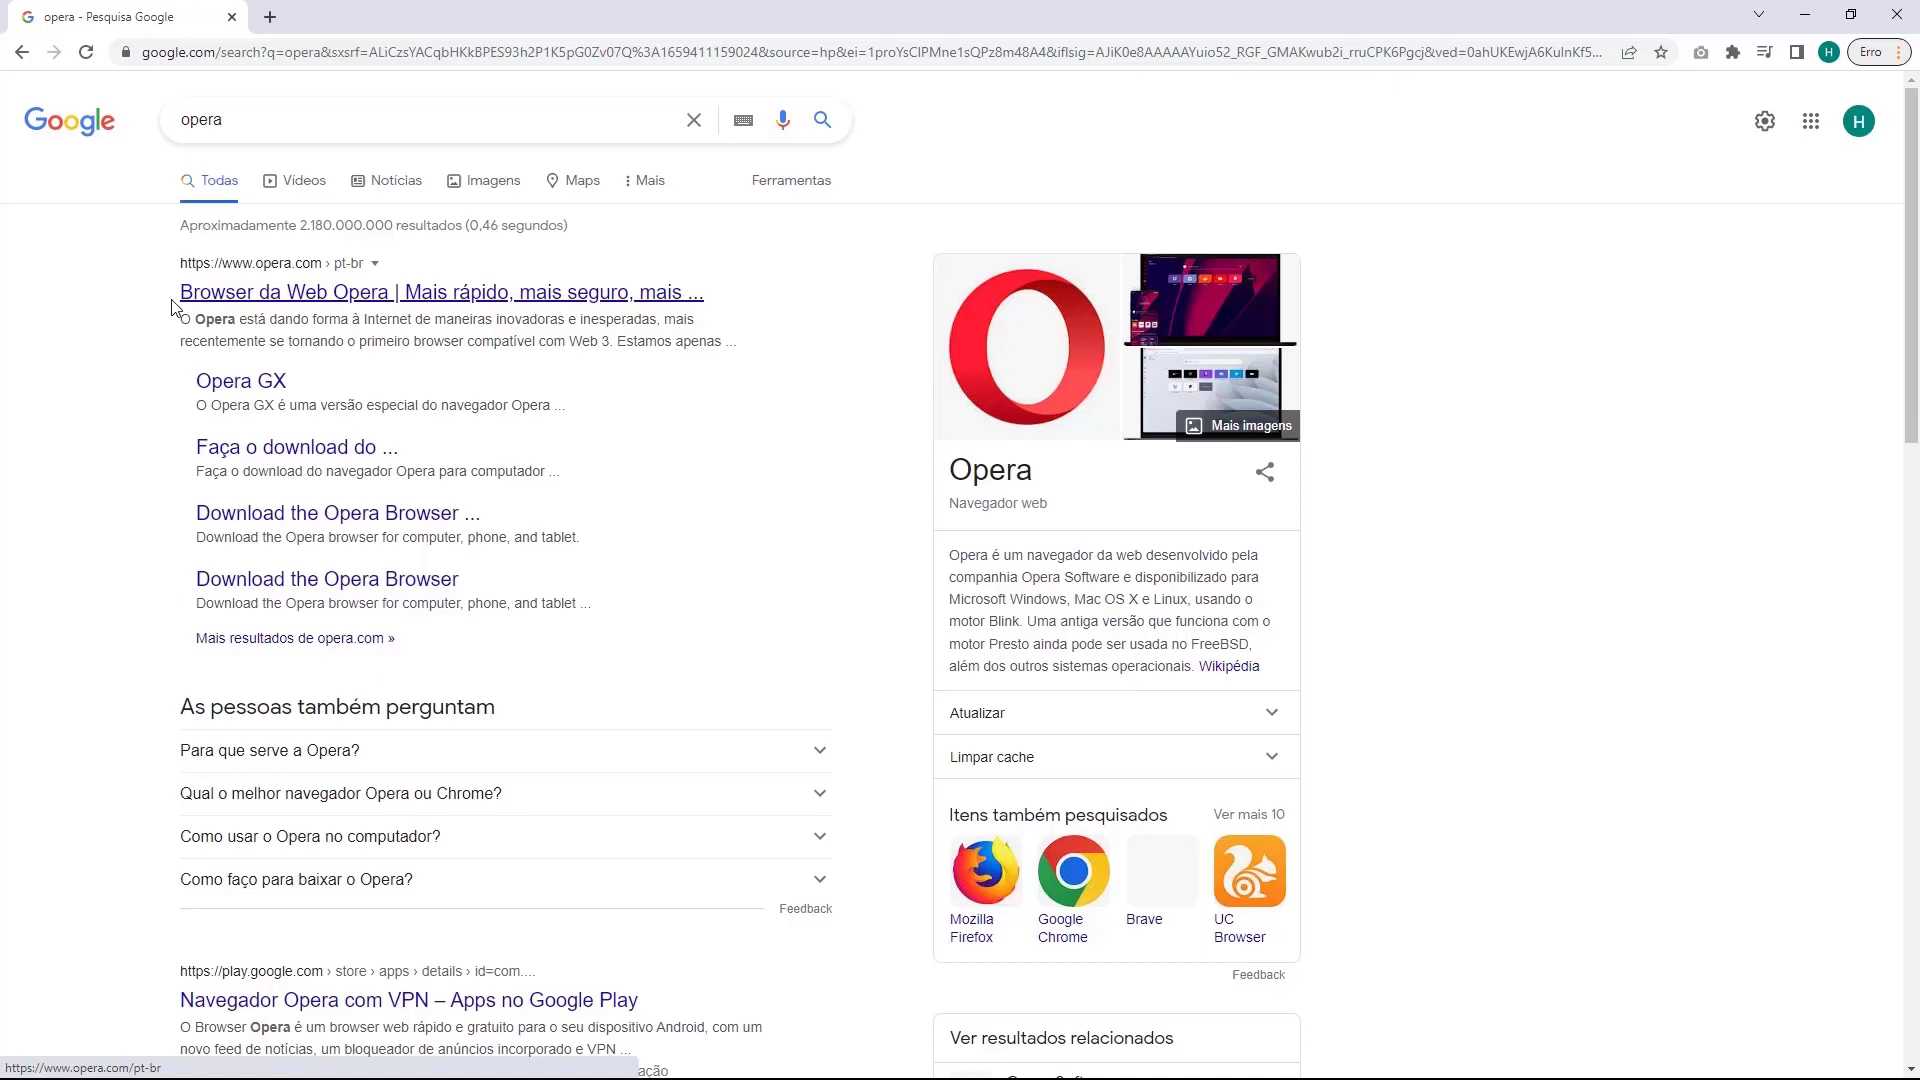 opera - Pesquisa Google
google.com/search?q=opera&sxsrf=ALiCzsYACqbHKkBPES93h2P1K5pG0Zv07Q%3A1659411159024&source=hp&ei=1proYsCIPMne1sQPz8m48A4&iflsig=AJiK0e8AAAAAYuio52_RGF_GMAKwub2i_rruCPK6Pgcj&ved=0ahUKEwjA6KulnKf5...
H
Erro
Google
opera
H
Todas
Vídeos
Notícias
Imagens
Maps
Mais
Ferramentas
Aproximadamente 2.180.000.000 resultados (0,46 segundos)
https://www.opera.com › pt-br
Browser da Web Opera | Mais rápido, mais seguro, mais ...
O Opera está dando forma à Internet de maneiras inovadoras e inesperadas, mais
recentemente se tornando o primeiro browser compatível com Web 3. Estamos apenas ...
Opera GX
O Opera GX é uma versão especial do navegador Opera ...
Faça o download do ...
Faça o download do navegador Opera para computador ...
Download the Opera Browser ...
Download the Opera browser for computer, phone, and tablet.
Download the Opera Browser
Download the Opera browser for computer, phone, and tablet ...
Mais resultados de opera.com »
As pessoas também perguntam
Para que serve a Opera?
Qual o melhor navegador Opera ou Chrome?
Como usar o Opera no computador?
Como faço para baixar o Opera?
Feedback
https://play.google.com › store › apps › details › id=com....
Navegador Opera com VPN – Apps no Google Play
O Browser Opera é um browser web rápido e gratuito para o seu dispositivo Android, com um
novo feed de notícias, um bloqueador de anúncios incorporado e VPN ...
ação
https://www.opera.com/pt-br
Mais imagens
Opera
Navegador web
Opera é um navegador da web desenvolvido pela
companhia Opera Software e disponibilizado para
Microsoft Windows, Mac OS X e Linux, usando o
motor Blink. Uma antiga versão que funciona com o
motor Presto ainda pode ser usada no FreeBSD,
além dos outros sistemas operacionais. Wikipédia
Atualizar
Limpar cache
Itens também pesquisados
Ver mais 10
Mozilla
Firefox
Google
Chrome
Brave
UC
Browser
Feedback
Ver resultados relacionados